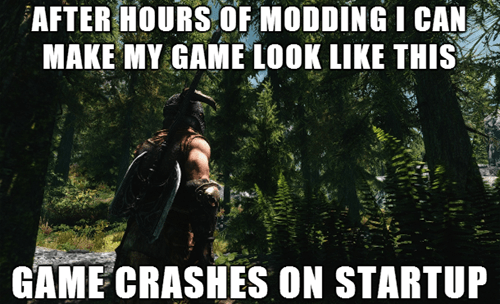 AFTER HOURS OF MODDING I CAN
MAKE MY GAME LOOK LIKE THIS
GAME CRASHES ON STARTUP